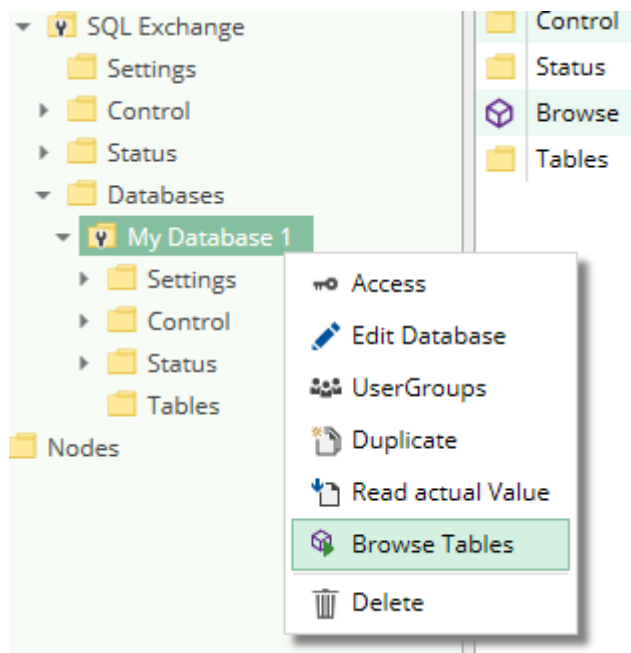 SQL Exchange
Settings
Control
Status
Databases
My Database 1
Settings
Control
Status
Tables
Nodes
Control
Status
Browse
Tables
Access
Edit Database
UserGroups
Duplicate
Read actual Value
Browse Tables
Delete